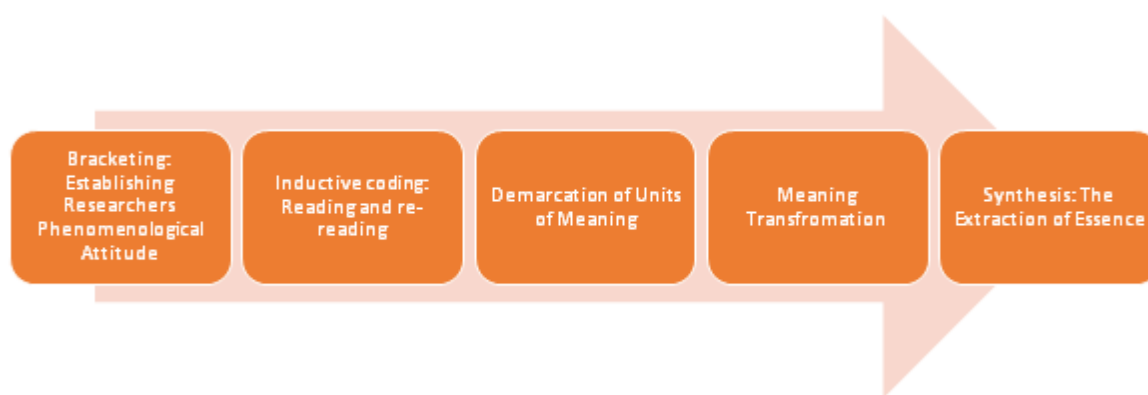 Bracketing:
Establishing
Researchers
Phenomenological
Attitude
Inductive coding:
Reading and re-
reading
Demarcation of Units
of Meaning
Meaning
Transfromation
Synthesis: The
Extraction of Essence